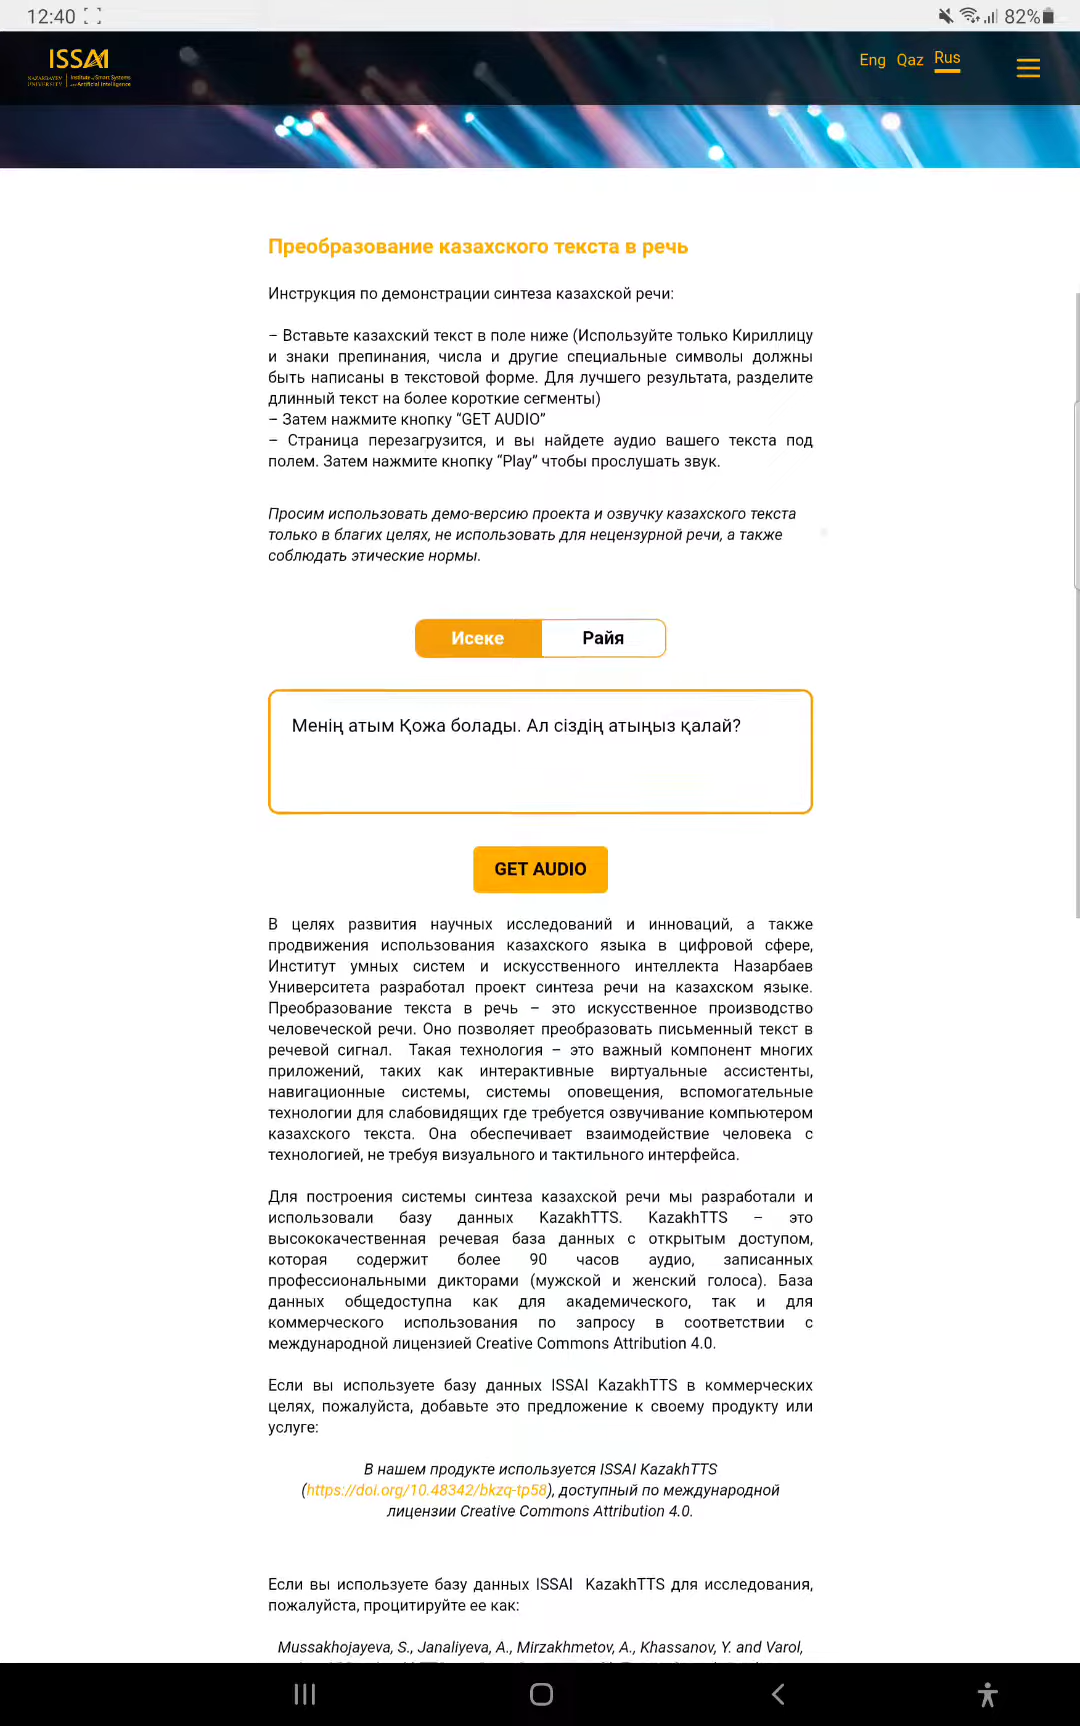 12:40
82%
ISSAI
NAZARBAYEV UNIVERSITY
Institute of Smart Systems and Artificial Intelligence
Eng Qaz Rus
Преобразование казахского текста в речь
Инструкция по демонстрации синтеза казахской речи:
– Вставьте казахский текст в поле ниже (Используйте только Кириллицу
и знаки препинания, числа и другие специальные символы должны
быть написаны в текстовой форме. Для лучшего результата, разделите
длинный текст на более короткие сегменты)
– Затем нажмите кнопку “GET AUDIO”
– Страница перезагрузится, и вы найдете аудио вашего текста под
полем. Затем нажмите кнопку “Play” чтобы прослушать звук.
Просим использовать демо-версию проекта и озвучку казахского текста
только в благих целях, не использовать для нецензурной речи, а также
соблюдать этические нормы.
Исеке Райя
Менің атым Қожа болады. Ал сіздің атыңыз қалай?
GET AUDIO
В целях развития научных исследований и инноваций, а также
продвижения использования казахского языка в цифровой сфере,
Институт умных систем и искусственного интеллекта Назарбаев
Университета разработал проект синтеза речи на казахском языке.
Преобразование текста в речь – это искусственное производство
человеческой речи. Оно позволяет преобразовать письменный текст в
речевой сигнал. Такая технология – это важный компонент многих
приложений, таких как интерактивные виртуальные ассистенты,
навигационные системы, системы оповещения, вспомогательные
технологии для слабовидящих где требуется озвучивание компьютером
казахского текста. Она обеспечивает взаимодействие человека с
технологией, не требуя визуального и тактильного интерфейса.
Для построения системы синтеза казахской речи мы разработали и
использовали базу данных KazakhTTS. KazakhTTS – это
высококачественная речевая база данных с открытым доступом,
которая содержит более 90 часов аудио, записанных
профессиональными дикторами (мужской и женский голоса). База
данных общедоступна как для академического, так и для
коммерческого использования по запросу в соответствии с
международной лицензией Creative Commons Attribution 4.0.
Если вы используете базу данных ISSAI KazakhTTS в коммерческих
целях, пожалуйста, добавьте это предложение к своему продукту или
услуге:
В нашем продукте используется ISSAI KazakhTTS
(https://doi.org/10.48342/bkzq-tp58), доступный по международной
лицензии Creative Commons Attribution 4.0.
Если вы используете базу данных ISSAI KazakhTTS для исследования,
пожалуйста, процитируйте ее как:
Mussakhojayeva, S., Janaliyeva, A., Mirzakhmetov, A., Khassanov, Y. and Varol,